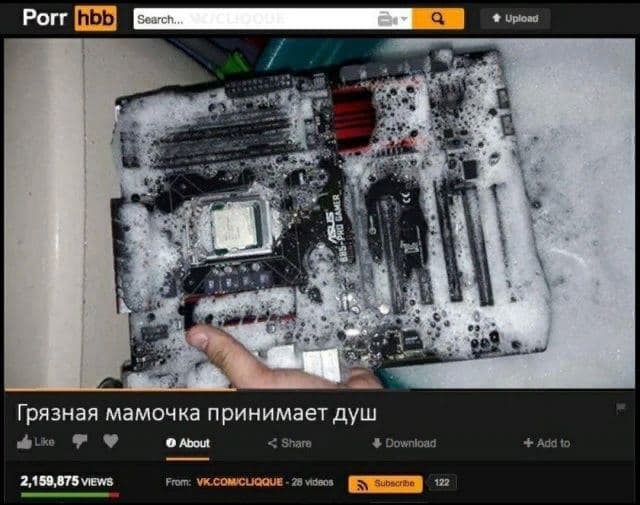 Porr hbb Search... VK/CLIQQUE Upload
ASUS
B85-PRO GAMER
CE
Грязная мамочка принимает душ
Like About Share Download Add to
2,159,875 VIEWS From: VK.COM/CLIQQUE - 28 videos Subscribe 122